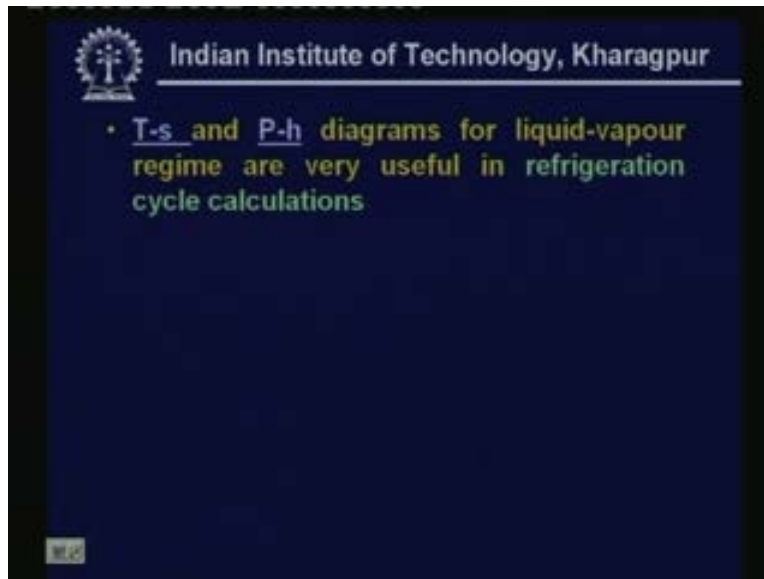 Indian Institute of Technology, Kharagpur
• T-s and P-h diagrams for liquid-vapour
regime are very useful in refrigeration
cycle calculations